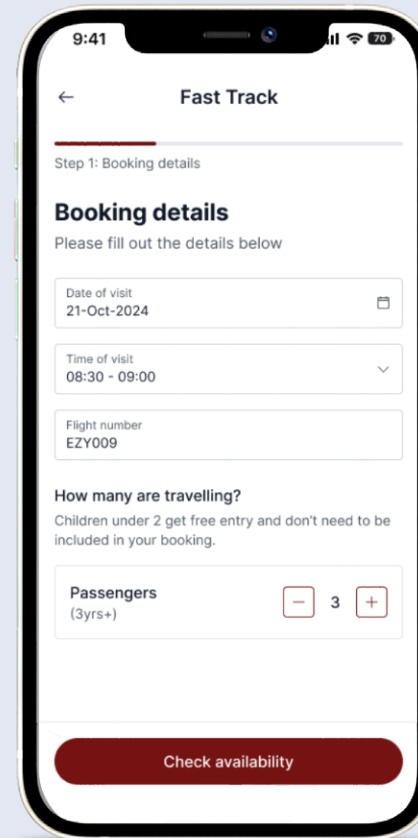 9:41
70
Fast Track
Step 1: Booking details
Booking details
Please fill out the details below
Date of visit
21-Oct-2024
Time of visit
08:30 - 09:00
Flight number
EZY009
How many are travelling?
Children under 2 get free entry and don't need to be
included in your booking.
Passengers
(3yrs+)
3
Check availability